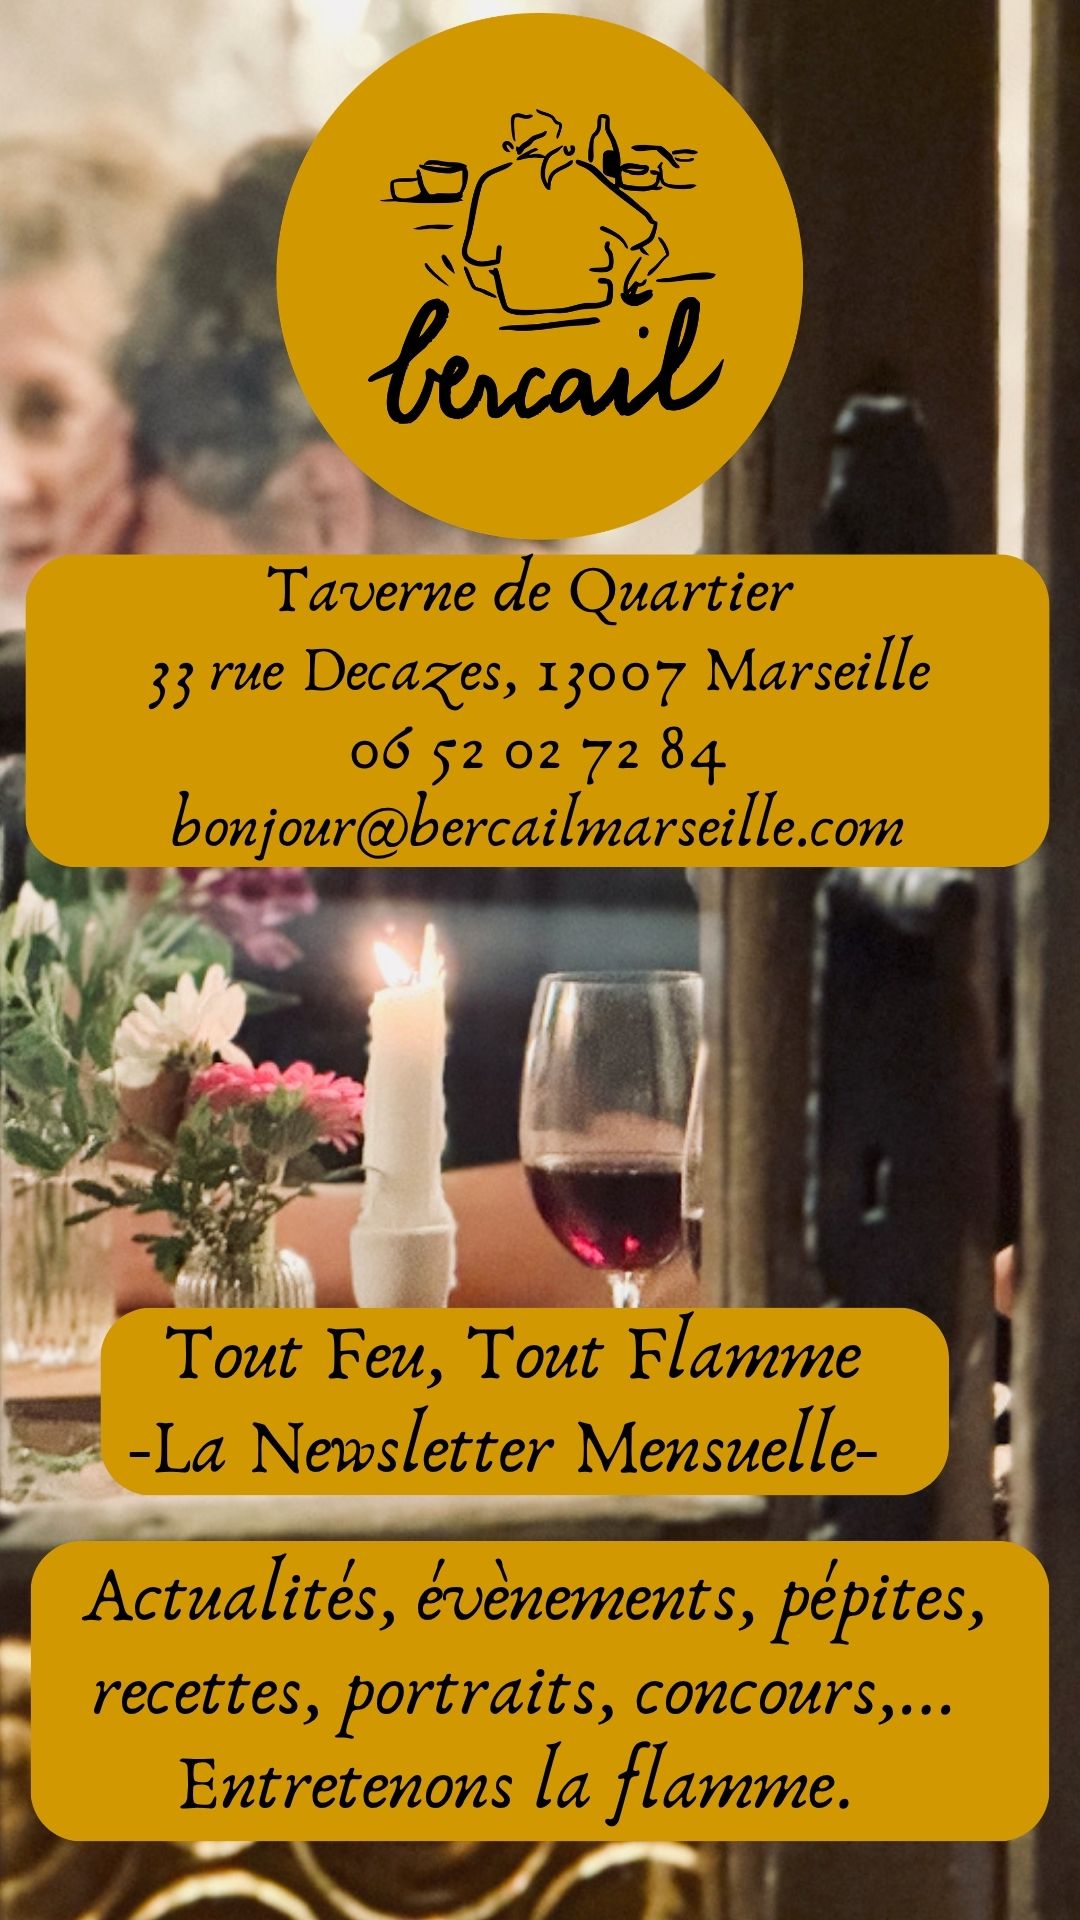 bercail
Taverne de Quartier
33 rue Decazes, 13007 Marseille
06 52 02 72 84
bonjour@bercailmarseille.com
Tout Feu, Tout Flamme
-La Newsletter Mensuelle-
Actualités, évènements, pépites,
recettes, portraits, concours,...
Entretenons la flamme.